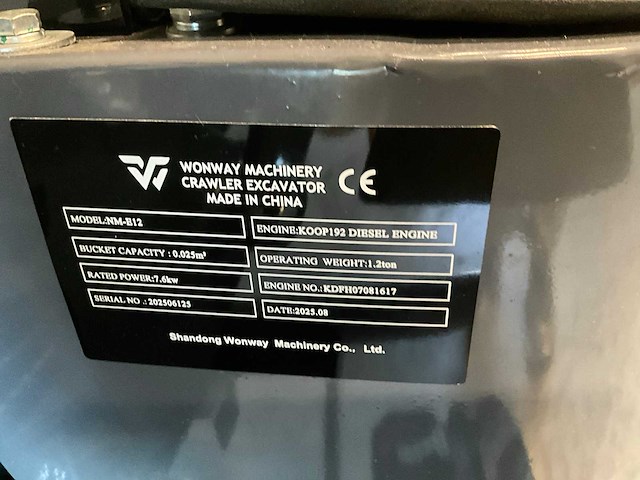 WONWAY MACHINERY
CRAWLER EXCAVATOR
MADE IN CHINA
CE
MODEL:NM-E12
ENGINE:KOOP192 DIESEL ENGINE
BUCKET CAPACITY : 0.025m³
OPERATING WEIGHT:1.2ton
RATED POWER:7.6kw
ENGINE NO.:KDFH07081617
SERIAL NO .:202506125
DATE:2025.08
Shandong Wonway Machinery Co., Ltd.